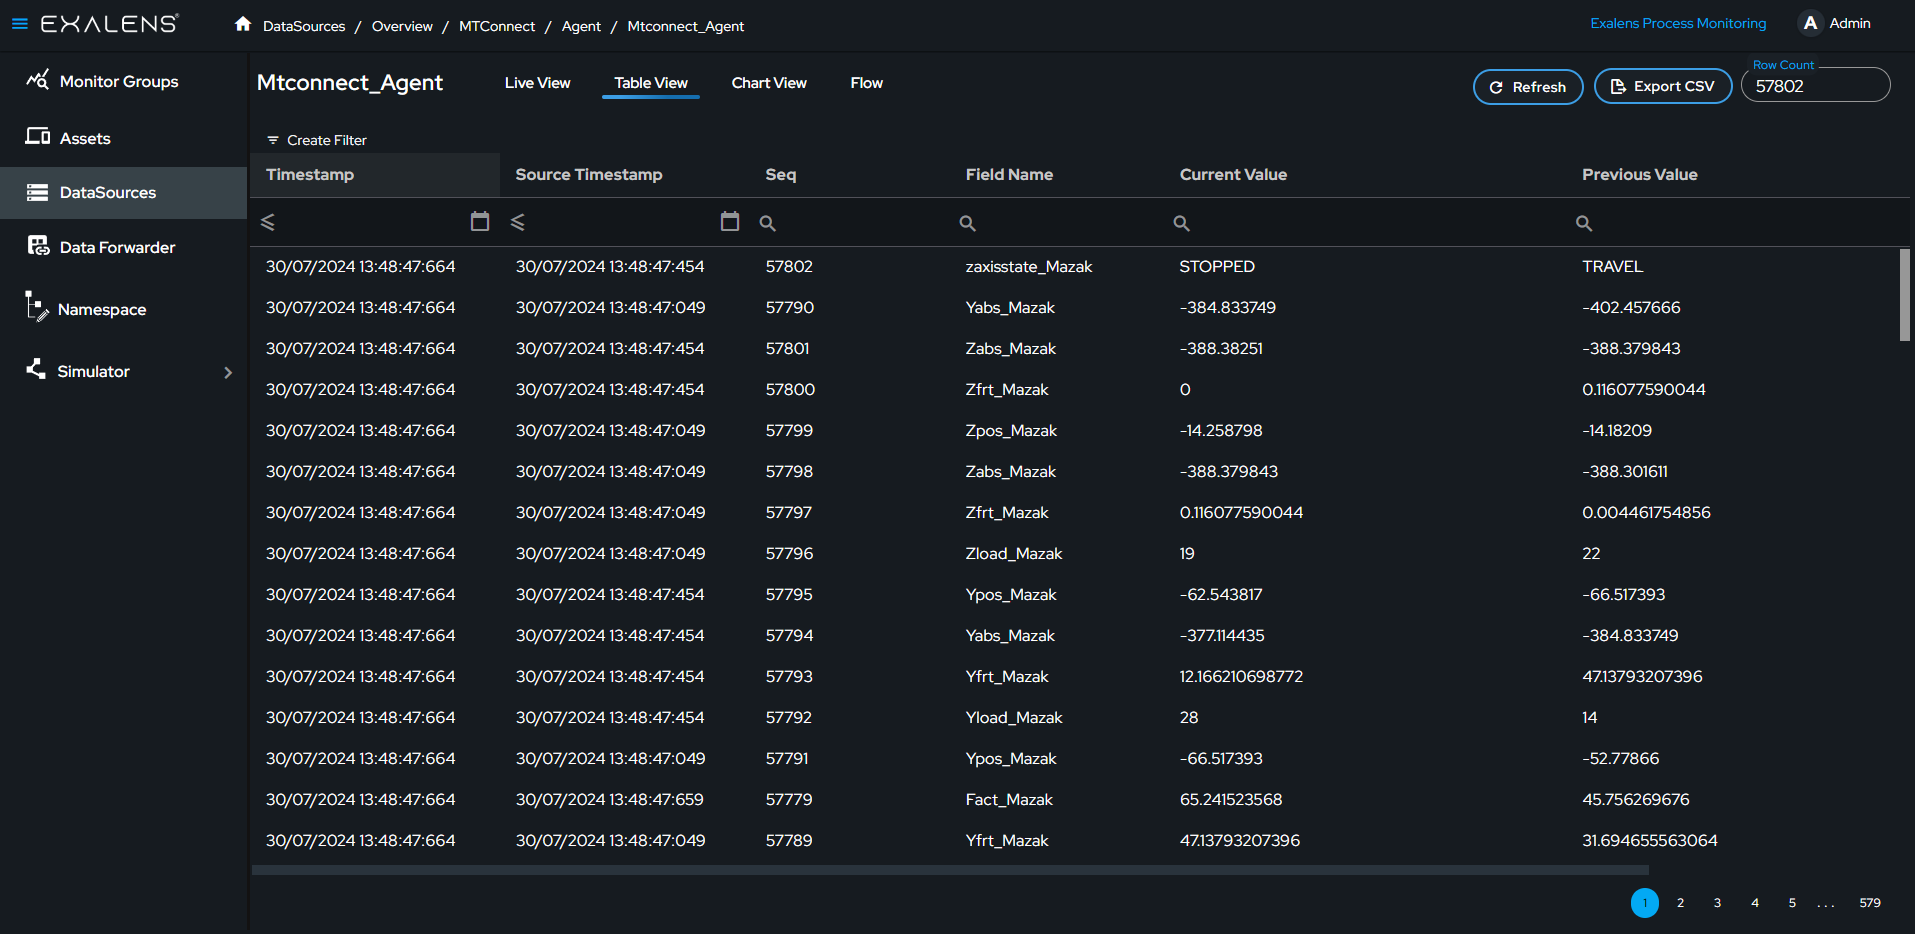 EXALENS®
DataSources / Overview / MTConnect / Agent / Mtconnect_Agent
Exalens Process Monitoring
A Admin
Monitor Groups
Assets
DataSources
Data Forwarder
Namespace
Simulator
Mtconnect_Agent
Live View Table View Chart View Flow
Refresh
Export CSV
Row Count
57802
Create Filter
Timestamp Source Timestamp Seq Field Name Current Value Previous Value
30/07/2024 13:48:47:664 30/07/2024 13:48:47:454 57802 zaxisstate_Mazak STOPPED TRAVEL
30/07/2024 13:48:47:664 30/07/2024 13:48:47:049 57790 Yabs_Mazak -384.833749 -402.457666
30/07/2024 13:48:47:664 30/07/2024 13:48:47:454 57801 Zabs_Mazak -388.38251 -388.379843
30/07/2024 13:48:47:664 30/07/2024 13:48:47:454 57800 Zfrt_Mazak 0 0.116077590044
30/07/2024 13:48:47:664 30/07/2024 13:48:47:049 57799 Zpos_Mazak -14.258798 -14.18209
30/07/2024 13:48:47:664 30/07/2024 13:48:47:049 57798 Zabs_Mazak -388.379843 -388.301611
30/07/2024 13:48:47:664 30/07/2024 13:48:47:049 57797 Zfrt_Mazak 0.116077590044 0.004461754856
30/07/2024 13:48:47:664 30/07/2024 13:48:47:049 57796 Zload_Mazak 19 22
30/07/2024 13:48:47:664 30/07/2024 13:48:47:454 57795 Ypos_Mazak -62.543817 -66.517393
30/07/2024 13:48:47:664 30/07/2024 13:48:47:454 57794 Yabs_Mazak -377.114435 -384.833749
30/07/2024 13:48:47:664 30/07/2024 13:48:47:454 57793 Yfrt_Mazak 12.166210698772 47.13793207396
30/07/2024 13:48:47:664 30/07/2024 13:48:47:454 57792 Yload_Mazak 28 14
30/07/2024 13:48:47:664 30/07/2024 13:48:47:049 57791 Ypos_Mazak -66.517393 -52.77866
30/07/2024 13:48:47:664 30/07/2024 13:48:47:659 57779 Fact_Mazak 65.241523568 45.756269676
30/07/2024 13:48:47:664 30/07/2024 13:48:47:049 57789 Yfrt_Mazak 47.13793207396 31.694655563064
1 2 3 4 5 ... 579